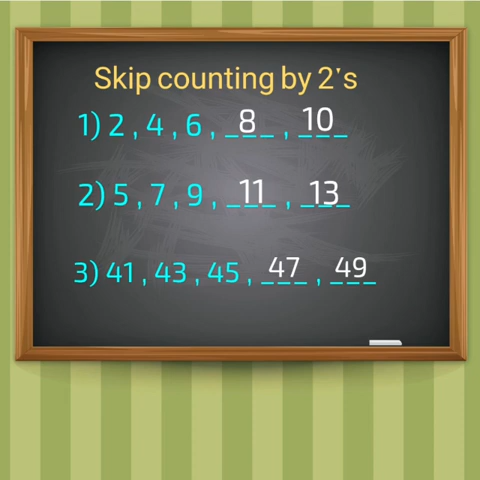 Skip counting by 2's
1) 2 , 4 , 6 , 8 , 10
2) 5 , 7 , 9 , 11 , 13
3) 41 , 43 , 45 , 47 , 49